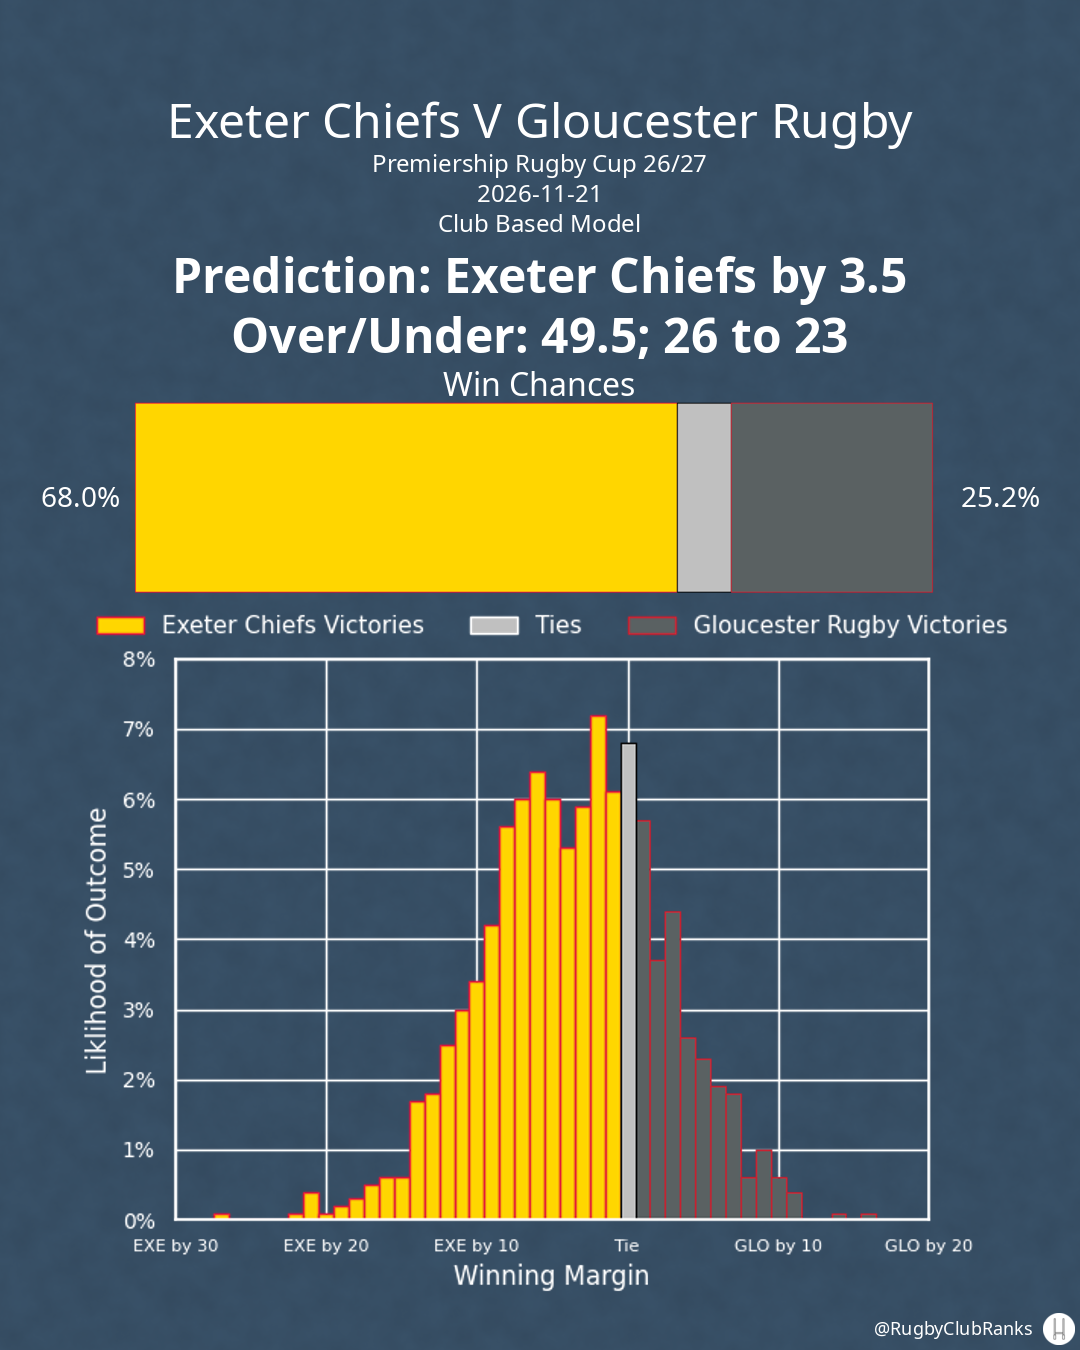 Exeter Chiefs V Gloucester Rugby
Premiership Rugby Cup 26/27
2026-11-21
Club Based Model
Prediction: Exeter Chiefs by 3.5
Over/Under: 49.5; 26 to 23
Win Chances
68.0%
25.2%
Exeter Chiefs Victories
Ties
Gloucester Rugby Victories
8%
7%
6%
5%
4%
3%
2%
1%
0%
Liklihood of Outcome
EXE by 30
EXE by 20
EXE by 10
Tie
GLO by 10
GLO by 20
Winning Margin
@RugbyClubRanks